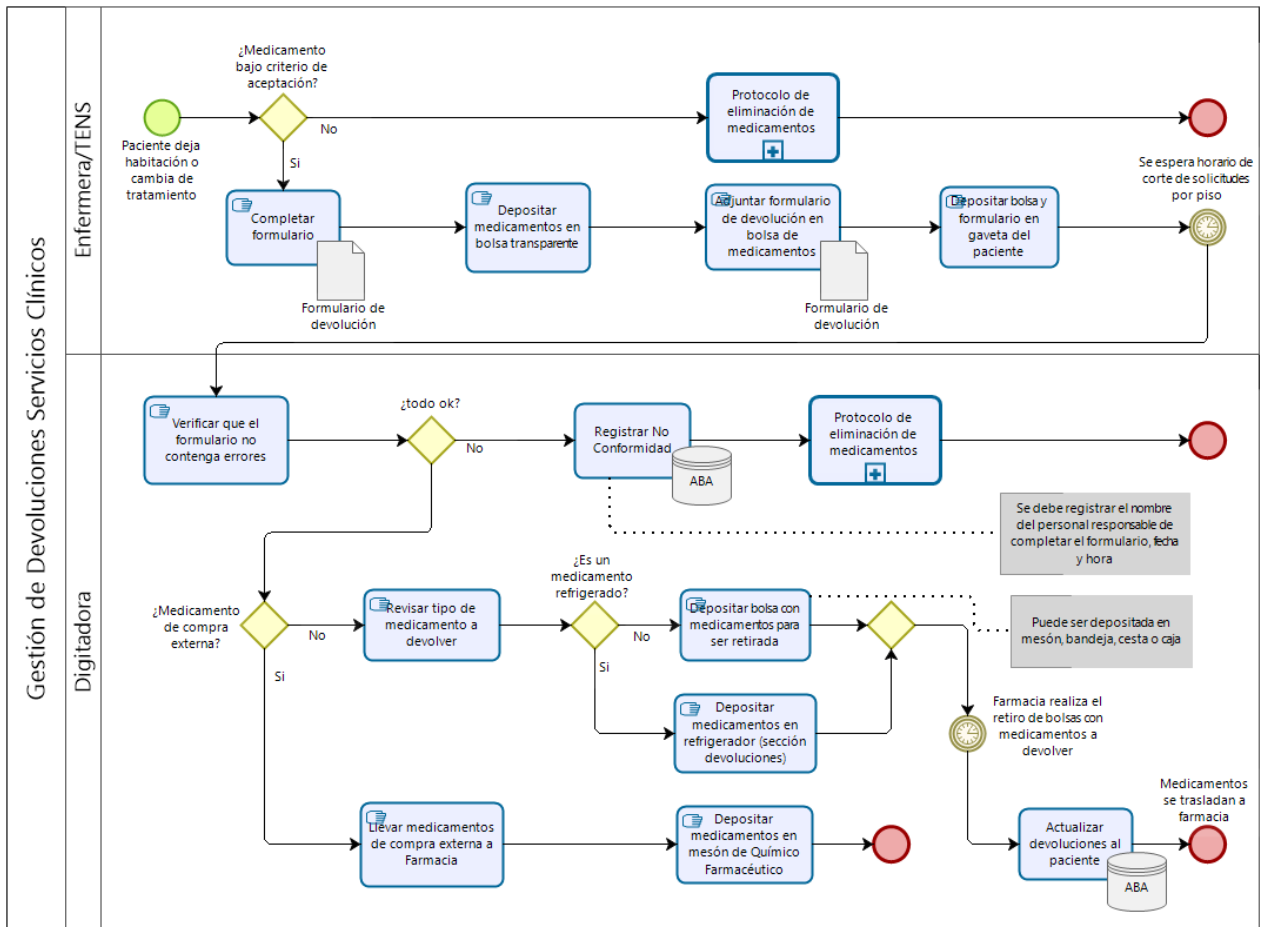 Gestión de Devoluciones Servicios Clínicos
Enfermera/TENS
¿Medicamento
bajo criterio de
aceptación?
Paciente deja
habitación o
cambia de
tratamiento
No
Si
Protocolo de
eliminación de
medicamentos
Completar
formulario
Formulario de
devolución
Depositar
medicamentos en
bolsa transparente
Adjuntar formulario
de devolución en
bolsa de
medicamentos
Formulario de
devolución
Depositar bolsa y
formulario en
gaveta del
paciente
Se espera horario de
corte de solicitudes
por piso
Digitadora
Verificar que el
formulario no
contenga errores
¿todo ok?
No
Registrar No
Conformidad
ABA
Protocolo de
eliminación de
medicamentos
Se debe registrar el nombre
del personal responsable de
completar el formulario, fecha
y hora
¿Medicamento
de compra
externa?
No
Si
Revisar tipo de
medicamento a
devolver
¿Es un
medicamento
refrigerado?
No
Si
Depositar bolsa con
medicamentos para
ser retirada
Puede ser depositada en
mesón, bandeja, cesta o caja
Depositar
medicamentos en
refrigerador (sección
devoluciones)
Farmacia realiza el
retiro de bolsas con
medicamentos a
devolver
Llevar medicamentos
de compra externa a
Farmacia
Depositar
medicamentos en
mesón de Químico
Farmacéutico
Actualizar
devoluciones al
paciente
ABA
Medicamentos
se trasladan a
farmacia